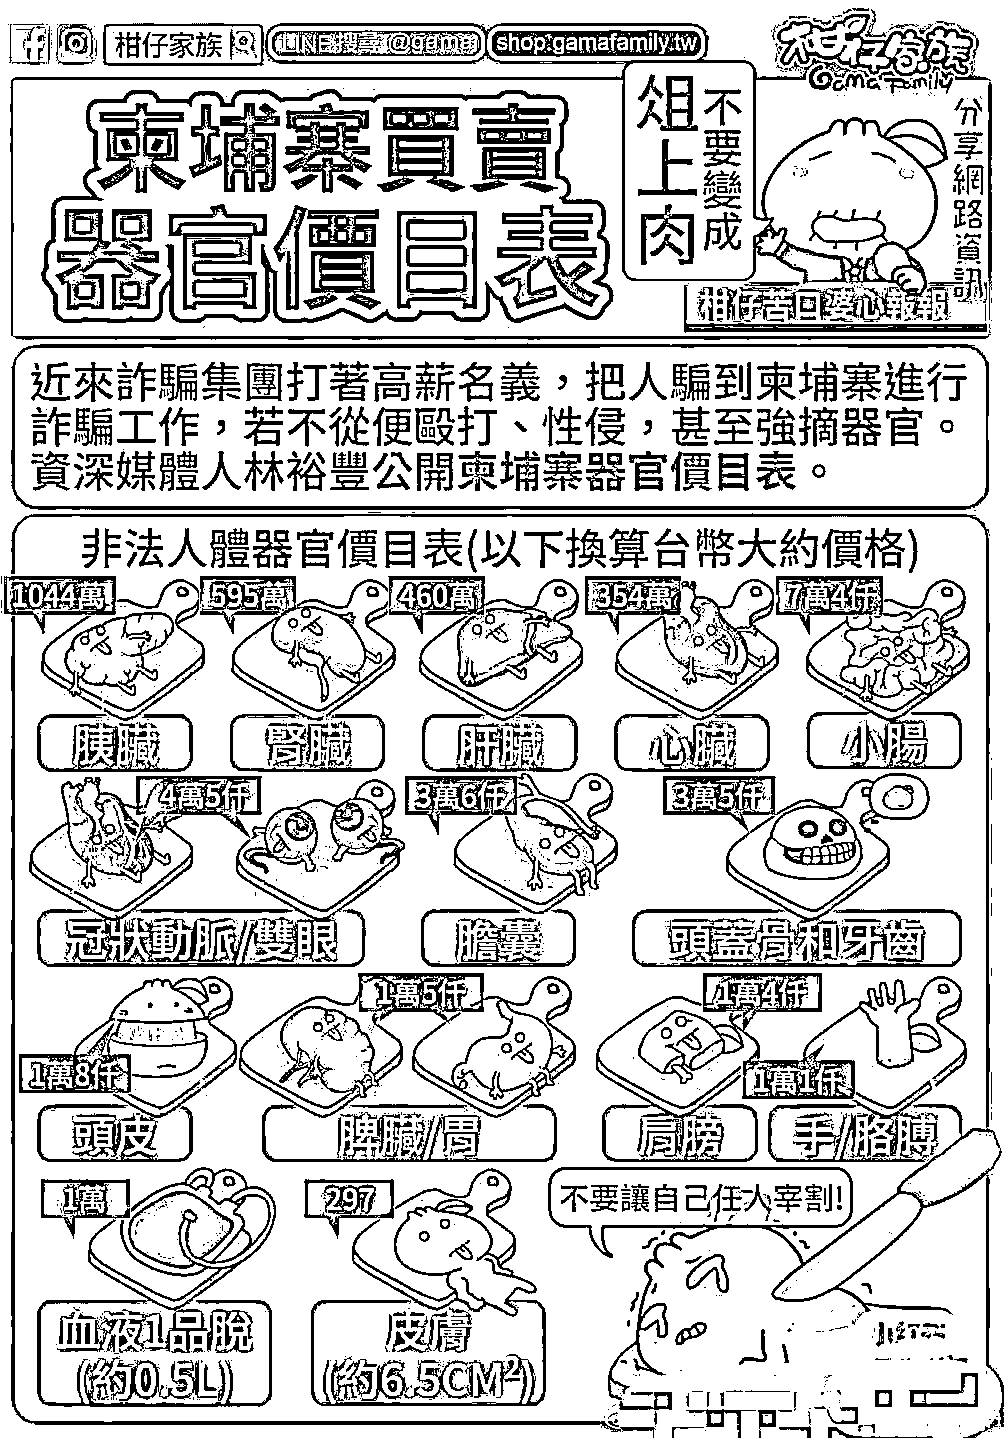 柑仔家族
LINE搜尋 @gama
shop.gamafamily.tw
柑仔家族
Gama Family
柬埔寨買賣
器官價目表
不要變成
俎上肉
分享網路資訊
柑仔苦口婆心報報
近來詐騙集團打著高薪名義，把人騙到柬埔寨進行
詐騙工作，若不從便毆打、性侵，甚至強摘器官。
資深媒體人林裕豐公開柬埔寨器官價目表。
非法人體器官價目表(以下換算台幣大約價格)
1044萬
595萬
460萬
354萬
7萬4仟
胰臟
腎臟
肝臟
心臟
小腸
4萬5仟
3萬6仟
3萬5仟
冠狀動脈/雙眼
膽囊
頭蓋骨和牙齒
1萬8仟
1萬5仟
1萬4仟
1萬1仟
頭皮
脾臟/胃
肩膀
手/胳膊
1萬
297
不要讓自己任人宰割!
血液1品脫
(約0.5L)
皮膚
(約6.5CM²)